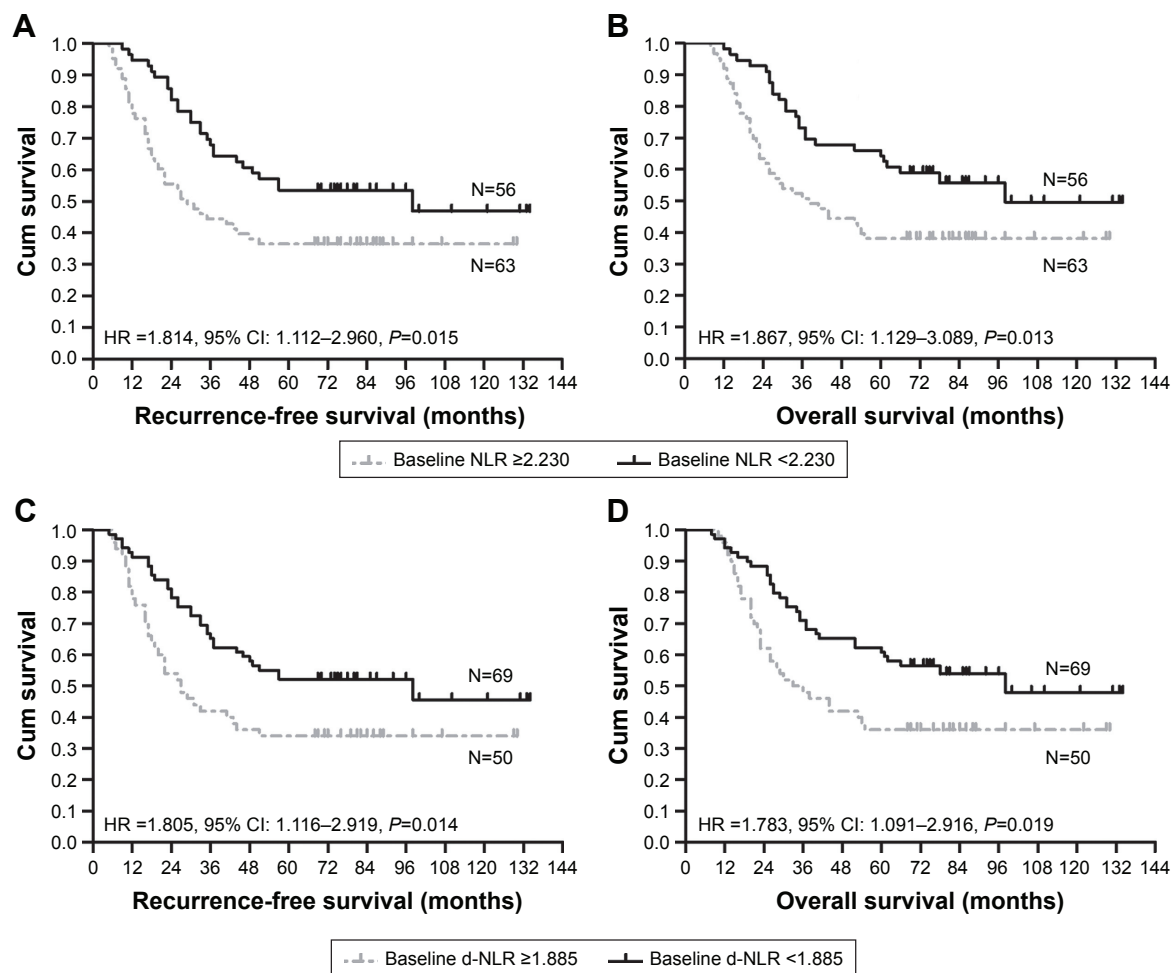 A
Cum survival
1.0
0.9
0.8
0.7
0.6
0.5
0.4
0.3
0.2
0.1
0.0
N=56
N=63
HR =1.814, 95% CI: 1.112–2.960, P=0.015
0 12 24 36 48 60 72 84 96 108 120 132 144
Recurrence-free survival (months)
B
Cum survival
1.0
0.9
0.8
0.7
0.6
0.5
0.4
0.3
0.2
0.1
0.0
N=56
N=63
HR =1.867, 95% CI: 1.129–3.089, P=0.013
0 12 24 36 48 60 72 84 96 108 120 132 144
Overall survival (months)
Baseline NLR ≥2.230 Baseline NLR <2.230
C
Cum survival
1.0
0.9
0.8
0.7
0.6
0.5
0.4
0.3
0.2
0.1
0.0
N=69
N=50
HR =1.805, 95% CI: 1.116–2.919, P=0.014
0 12 24 36 48 60 72 84 96 108 120 132 144
Recurrence-free survival (months)
D
Cum survival
1.0
0.9
0.8
0.7
0.6
0.5
0.4
0.3
0.2
0.1
0.0
N=69
N=50
HR =1.783, 95% CI: 1.091–2.916, P=0.019
0 12 24 36 48 60 72 84 96 108 120 132 144
Overall survival (months)
Baseline d-NLR ≥1.885 Baseline d-NLR <1.885